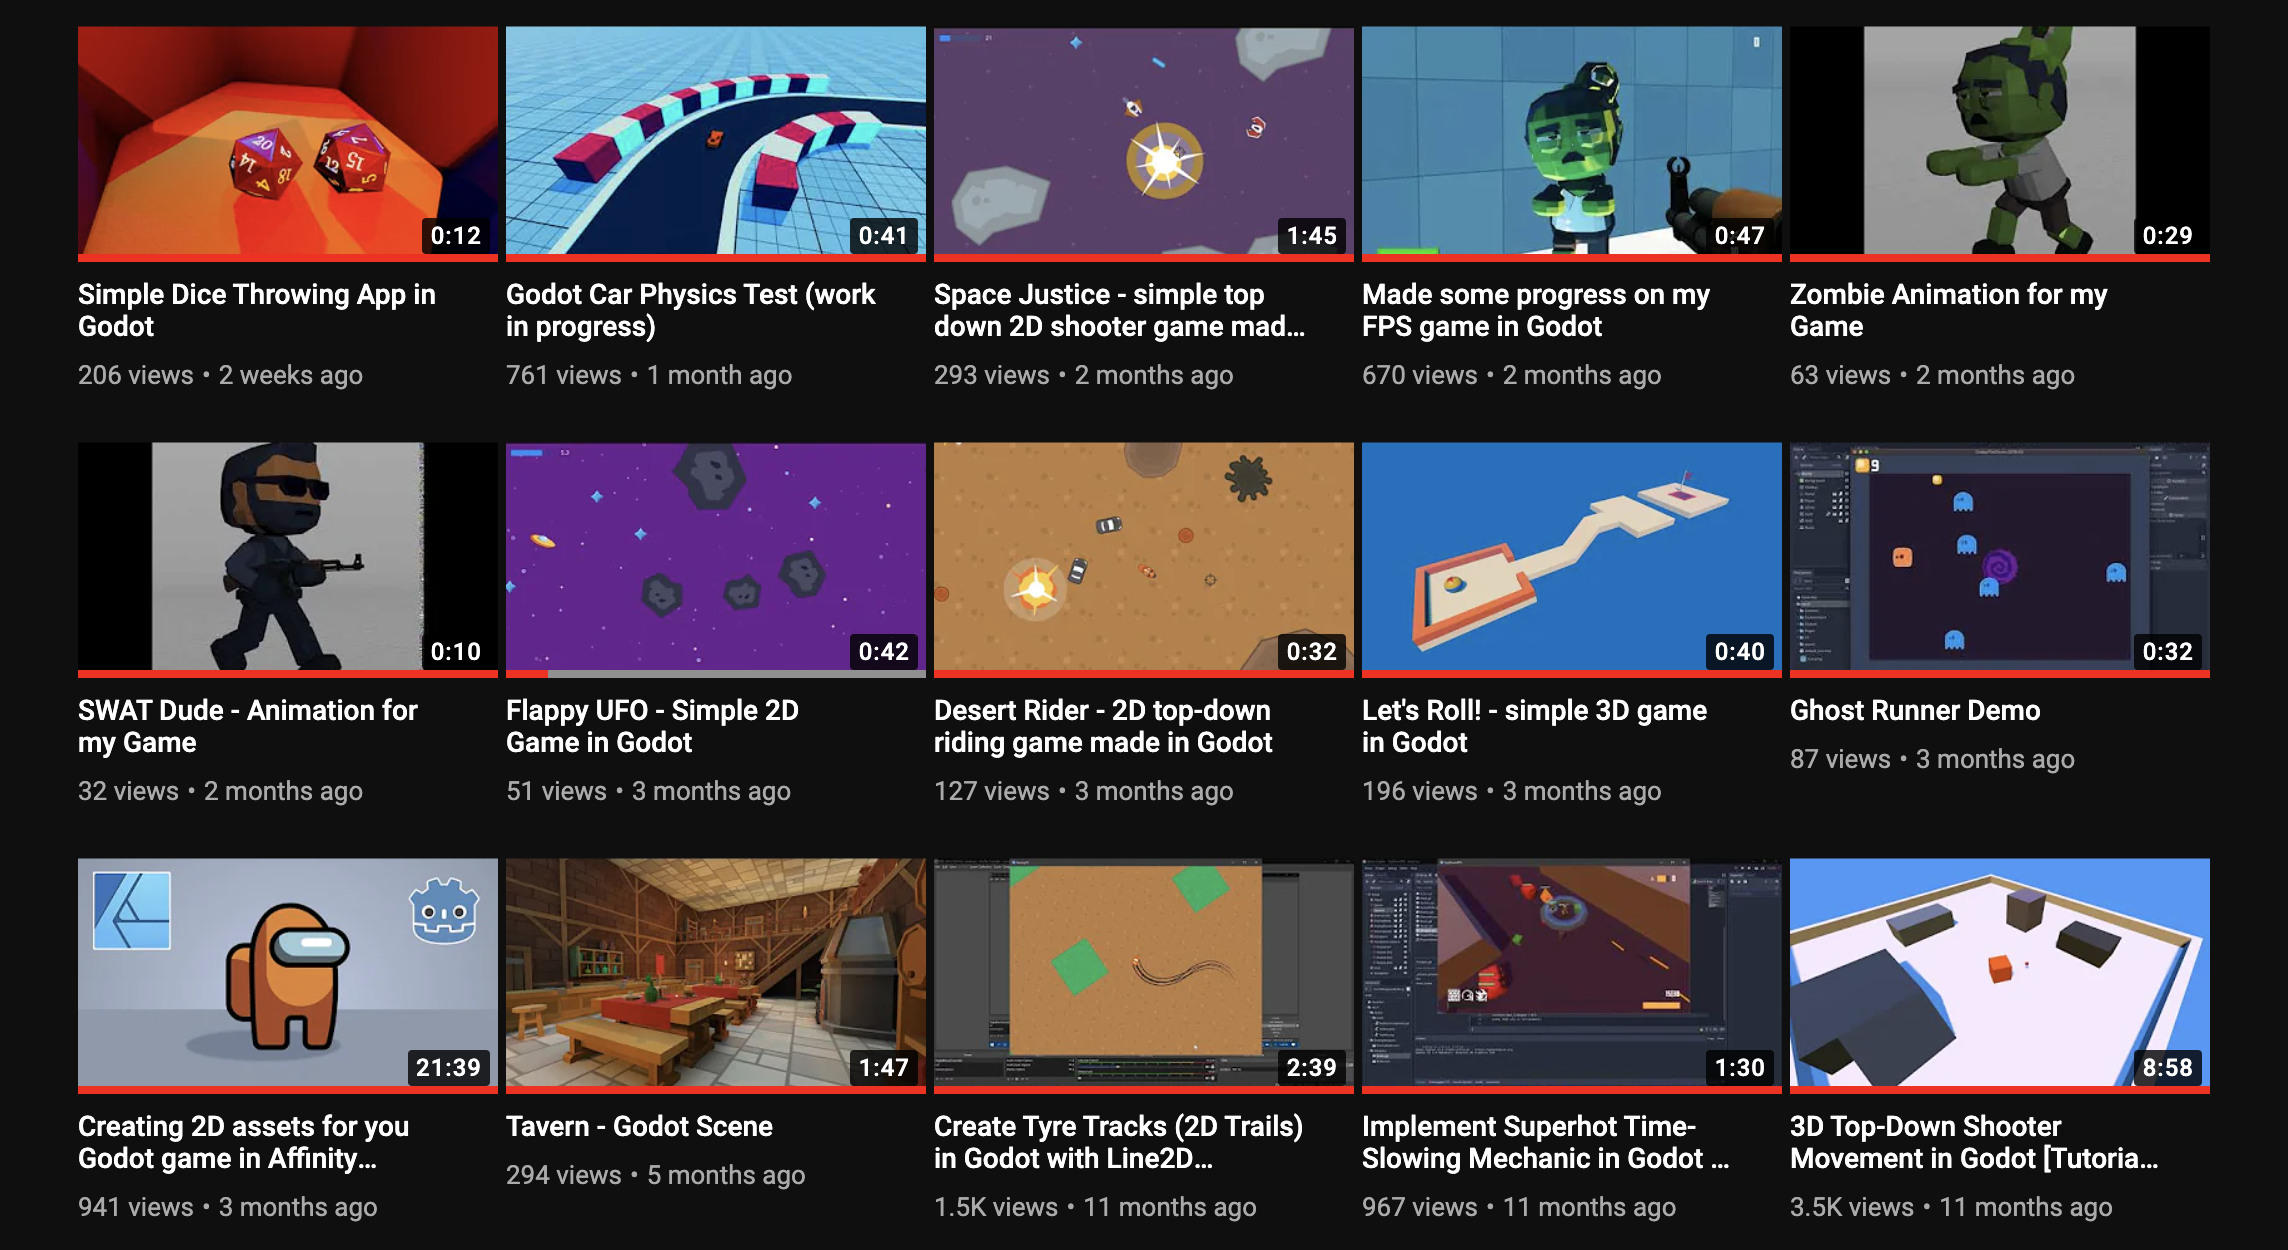 0:12
0:41
21
1:45
0:47
0:29
Simple Dice Throwing App in
Godot
206 views • 2 weeks ago
Godot Car Physics Test (work
in progress)
761 views • 1 month ago
Space Justice - simple top
down 2D shooter game mad...
293 views • 2 months ago
Made some progress on my
FPS game in Godot
670 views • 2 months ago
Zombie Animation for my
Game
63 views • 2 months ago
0:10
0:42
0:32
0:40
9
0:32
SWAT Dude - Animation for
my Game
32 views • 2 months ago
Flappy UFO - Simple 2D
Game in Godot
51 views • 3 months ago
Desert Rider - 2D top-down
riding game made in Godot
127 views • 3 months ago
Let's Roll! - simple 3D game
in Godot
196 views • 3 months ago
Ghost Runner Demo
87 views • 3 months ago
21:39
1:47
2:39
1:30
8:58
Creating 2D assets for you
Godot game in Affinity...
941 views • 3 months ago
Tavern - Godot Scene
294 views • 5 months ago
Create Tyre Tracks (2D Trails)
in Godot with Line2D...
1.5K views • 11 months ago
Implement Superhot Time-
Slowing Mechanic in Godot ...
967 views • 11 months ago
3D Top-Down Shooter
Movement in Godot [Tutoria...
3.5K views • 11 months ago